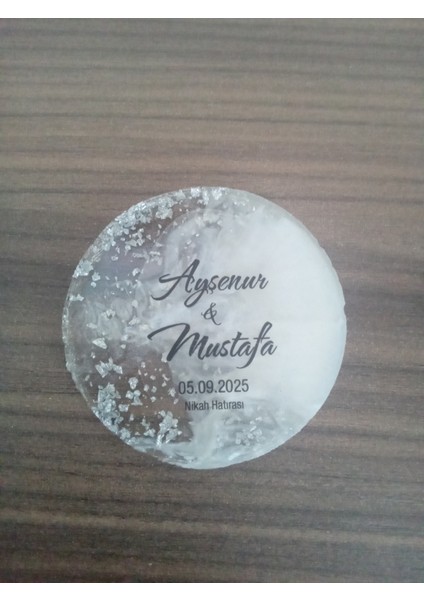 Ayşenur
&
Mustafa
05.09.2025
Nikah Hatırası